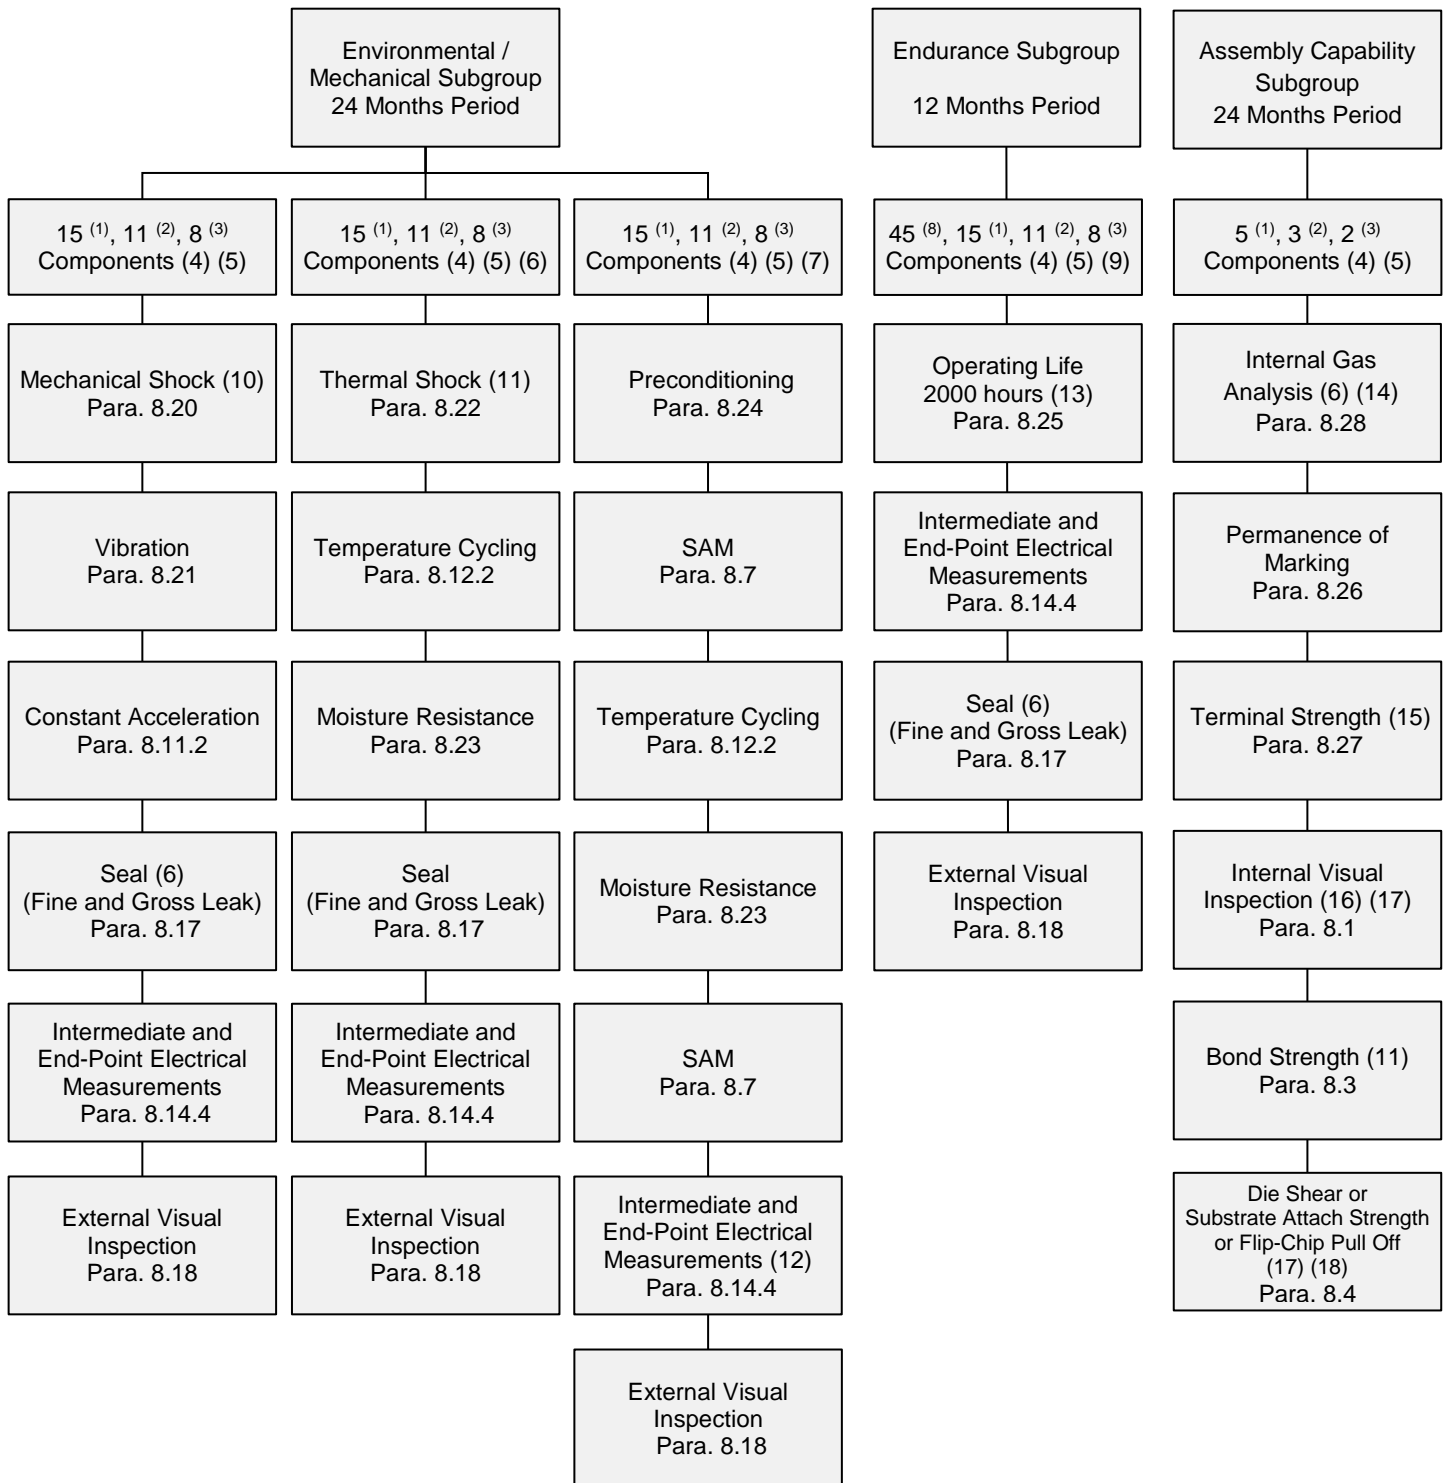 Environmental /
Mechanical Subgroup
24 Months Period
Endurance Subgroup
12 Months Period
Assembly Capability
Subgroup
24 Months Period
15 (1), 11 (2), 8 (3)
Components (4) (5)
15 (1), 11 (2), 8 (3)
Components (4) (5) (6)
15 (1), 11 (2), 8 (3)
Components (4) (5) (7)
45 (8), 15 (1), 11 (2), 8 (3)
Components (4) (5) (9)
5 (1), 3 (2), 2 (3)
Components (4) (5)
Mechanical Shock (10)
Para. 8.20
Thermal Shock (11)
Para. 8.22
Preconditioning
Para. 8.24
Operating Life
2000 hours (13)
Para. 8.25
Internal Gas
Analysis (6) (14)
Para. 8.28
Vibration
Para. 8.21
Temperature Cycling
Para. 8.12.2
SAM
Para. 8.7
Intermediate and
End-Point Electrical
Measurements
Para. 8.14.4
Permanence of
Marking
Para. 8.26
Constant Acceleration
Para. 8.11.2
Moisture Resistance
Para. 8.23
Temperature Cycling
Para. 8.12.2
Seal (6)
(Fine and Gross Leak)
Para. 8.17
Terminal Strength (15)
Para. 8.27
Seal (6)
(Fine and Gross Leak)
Para. 8.17
Seal
(Fine and Gross Leak)
Para. 8.17
Moisture Resistance
Para. 8.23
External Visual
Inspection
Para. 8.18
Internal Visual
Inspection (16) (17)
Para. 8.1
Intermediate and
End-Point Electrical
Measurements
Para. 8.14.4
Intermediate and
End-Point Electrical
Measurements
Para. 8.14.4
SAM
Para. 8.7
Bond Strength (11)
Para. 8.3
External Visual
Inspection
Para. 8.18
External Visual
Inspection
Para. 8.18
Intermediate and
End-Point Electrical
Measurements (12)
Para. 8.14.4
Die Shear or
Substrate Attach Strength
or Flip-Chip Pull Off
(17) (18)
Para. 8.4
External Visual
Inspection
Para. 8.18